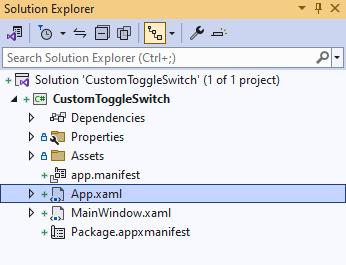 Solution Explorer
Search Solution Explorer (Ctrl+;)
Solution 'CustomToggleSwitch' (1 of 1 project)
C# CustomToggleSwitch
Dependencies
Properties
Assets
app.manifest
App.xaml
MainWindow.xaml
Package.appxmanifest